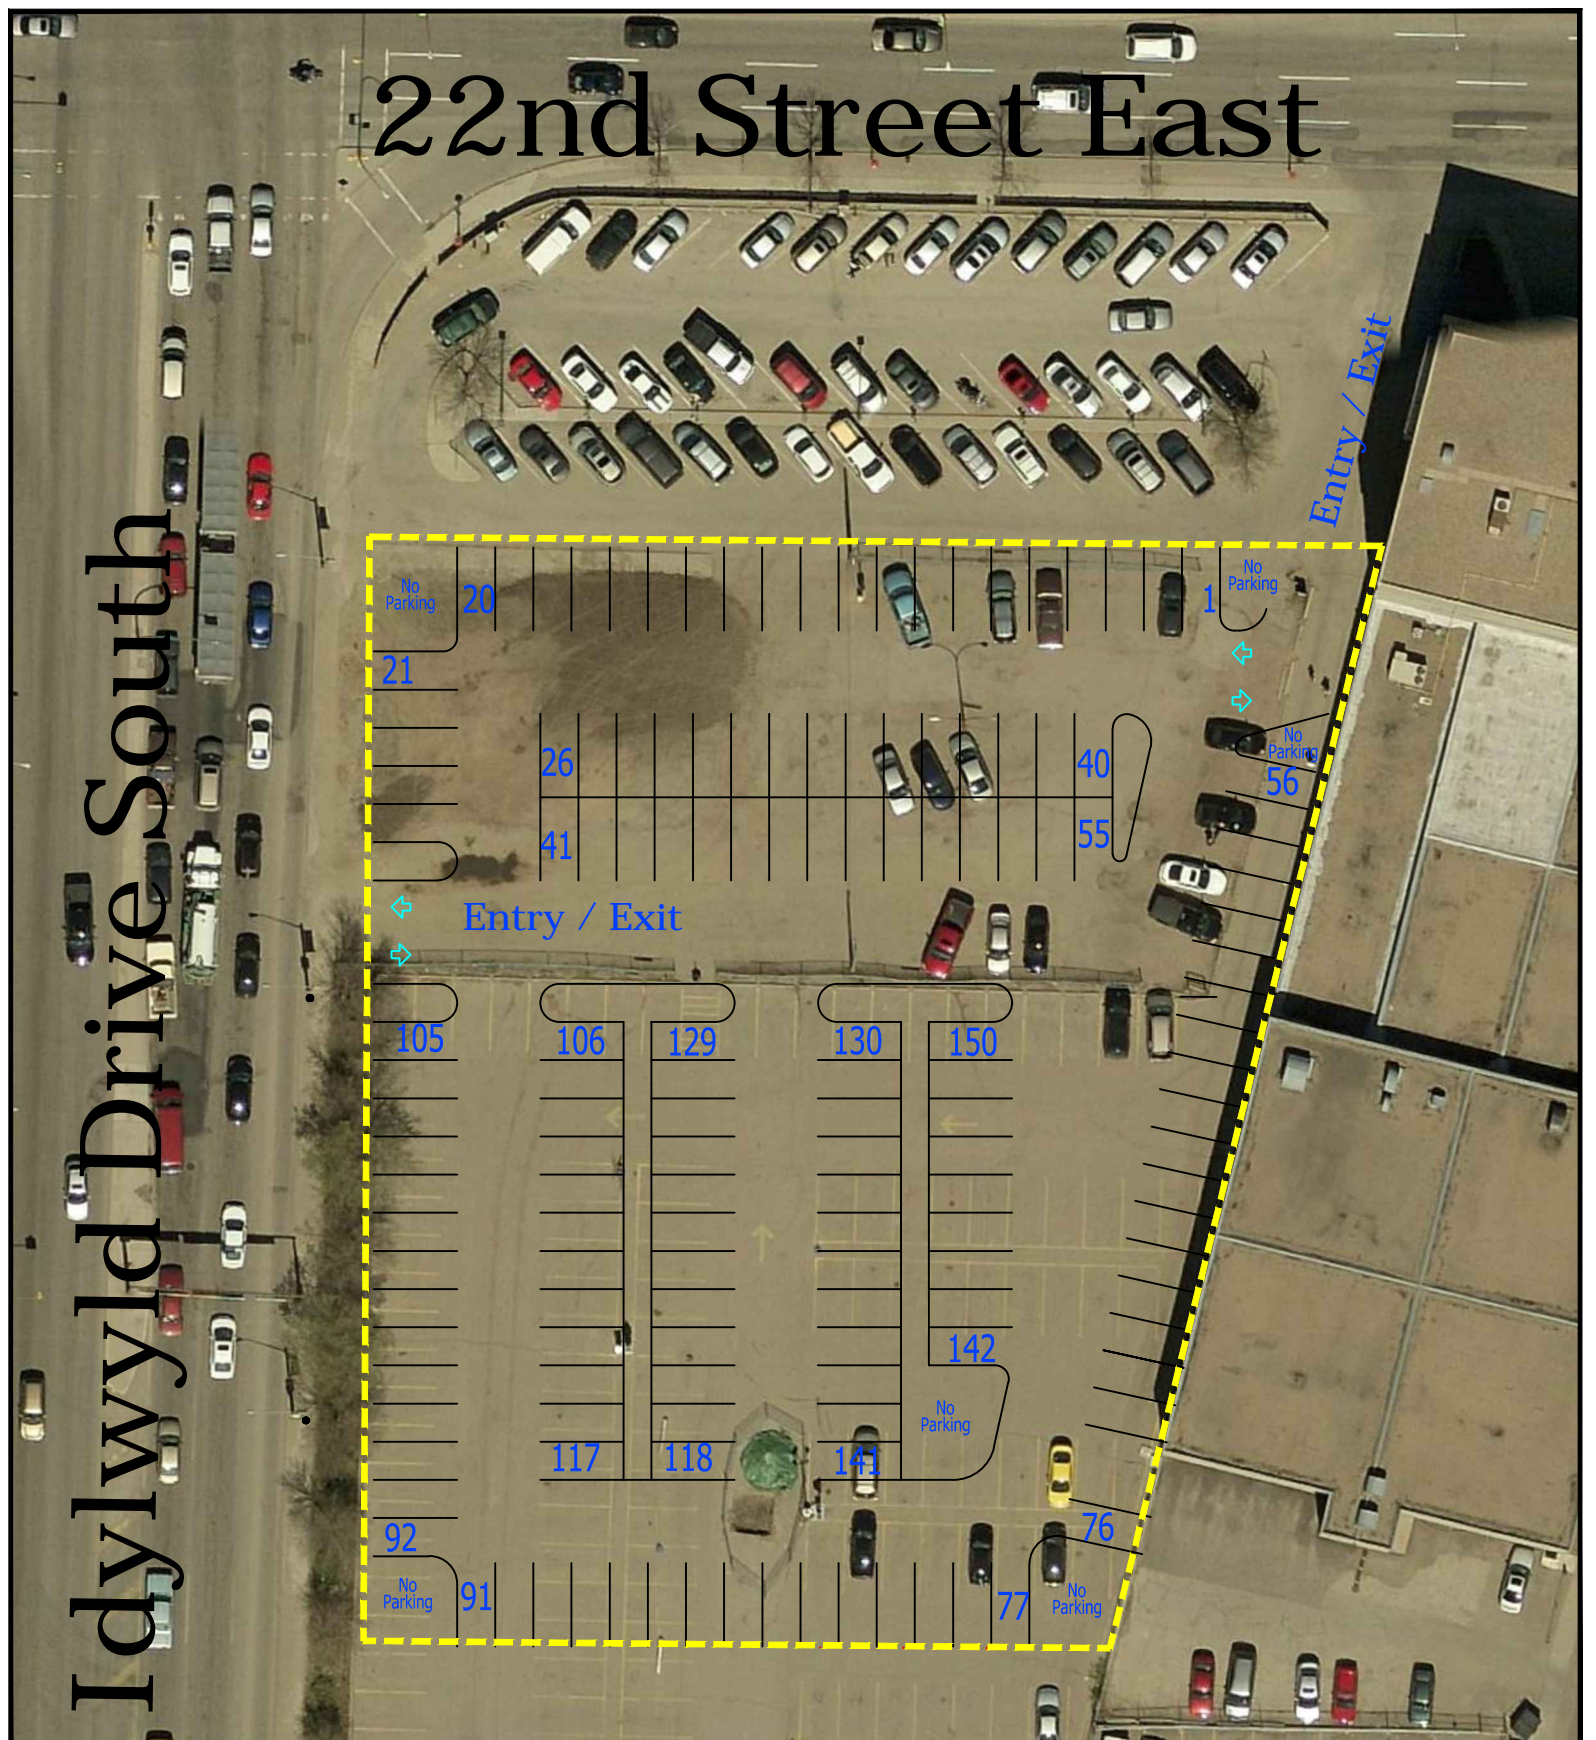 22nd Street East
Idylwyld Drive South
Entry / Exit
No
Parking
20
1
No
Parking
21
26
40
No
Parking
56
41
55
Entry / Exit
105
106
129
130
150
142
No
Parking
117
118
141
92
76
No
Parking
91
77
No
Parking